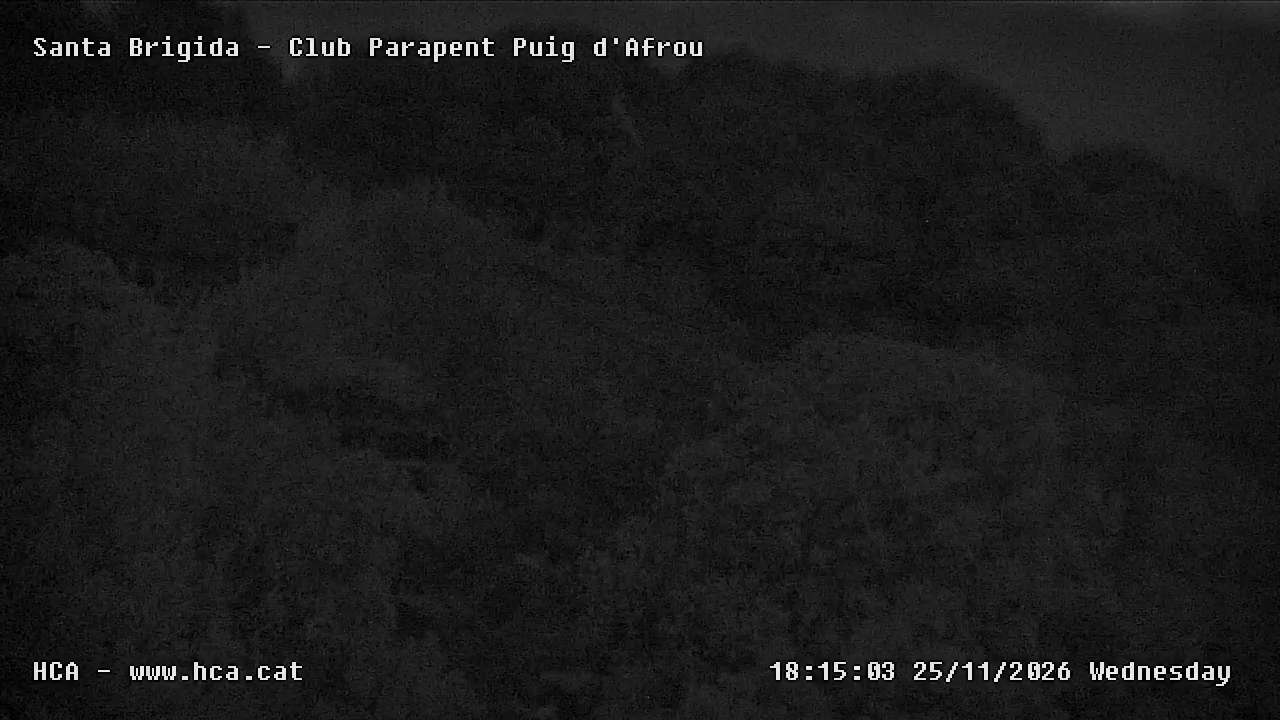 Santa Brigida - Club Parapent Puig d'Afrou
HCA - www.hca.cat
18:15:03 25/11/2026 Wednesday